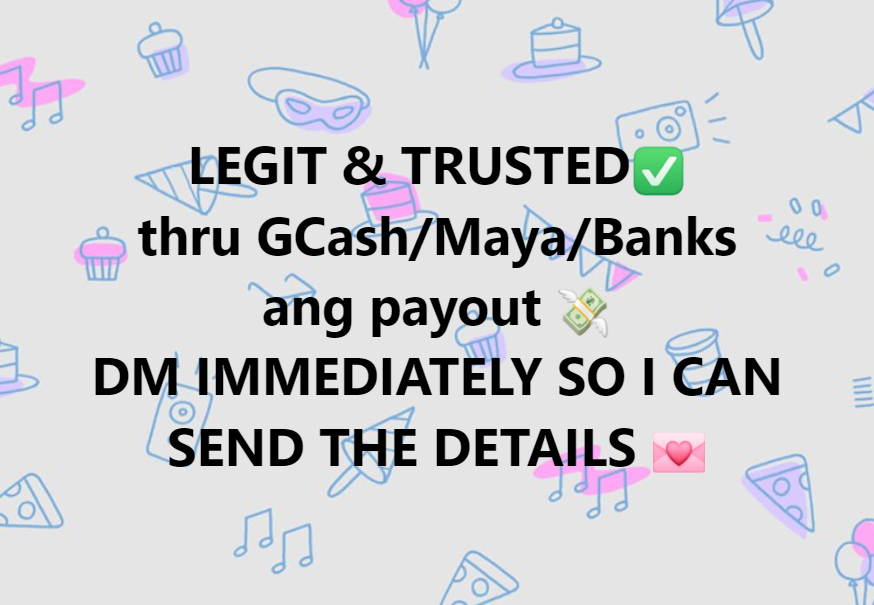 LEGIT & TRUSTED✅
thru GCash/Maya/Banks
ang payout 💸
DM IMMEDIATELY SO I CAN
SEND THE DETAILS 💌